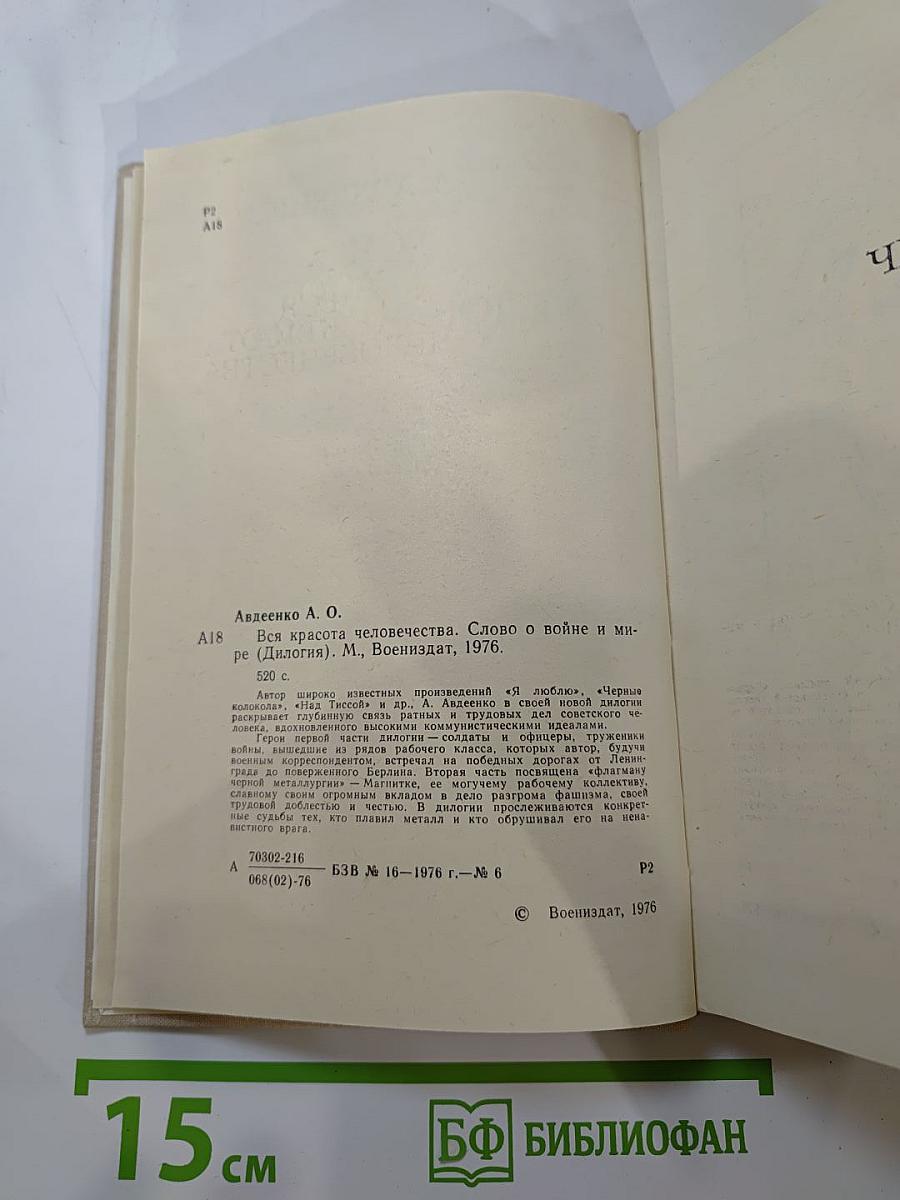 Р2
А18
Авдеенко А. О.
А18 Вся красота человечества. Слово о войне и ми-
ре (Дилогия). М., Воениздат, 1976.
520 с.
Автор широко известных произведений «Я люблю», «Черные
колокола», «Над Тиссой» и др., А. Авдеенко в своей новой дилогии
раскрывает глубинную связь ратных и трудовых дел советского че-
ловека, вдохновленного высокими коммунистическими идеалами.
Герои первой части дилогии — солдаты и офицеры, труженики
войны, вышедшие из рядов рабочего класса, которых автор, будучи
военным корреспондентом, встречал на победных дорогах от Ленин-
града до поверженного Берлина. Вторая часть посвящена «флагману
черной металлургии» — Магнитке, ее могучему рабочему коллективу,
славному своим огромным вкладом в дело разгрома фашизма, своей
трудовой доблестью и честью. В дилогии прослеживаются конкрет-
ные судьбы тех, кто плавил металл и кто обрушивал его на нена-
вистного врага.
А 70302-216
068(02)-76 БЗВ № 16—1976 г.—№ 6 Р2
© Воениздат, 1976
Ч
15 см
БФ БИБЛИОФАН